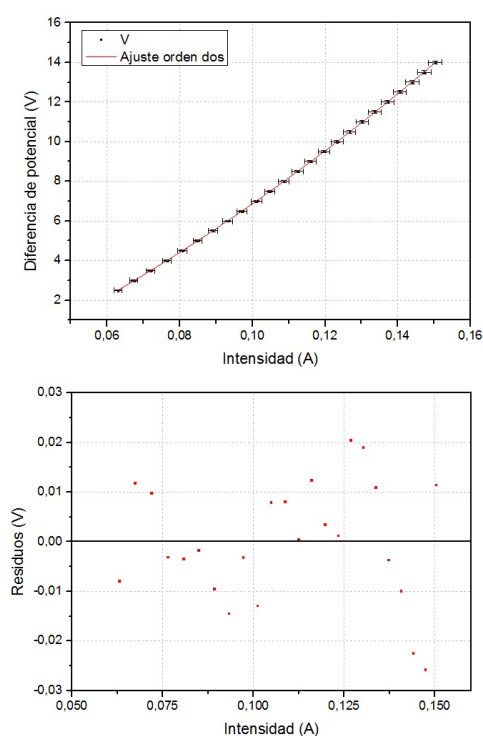 16
14
12
10
8
6
4
2
V
Ajuste orden dos
Diferencia de potencial (V)
0,06 0,08 0,10 0,12 0,14 0,16
Intensidad (A)
0,03
0,02
0,01
0,00
-0,01
-0,02
-0,03
Residuos (V)
0,050 0,075 0,100 0,125 0,150
Intensidad (A)